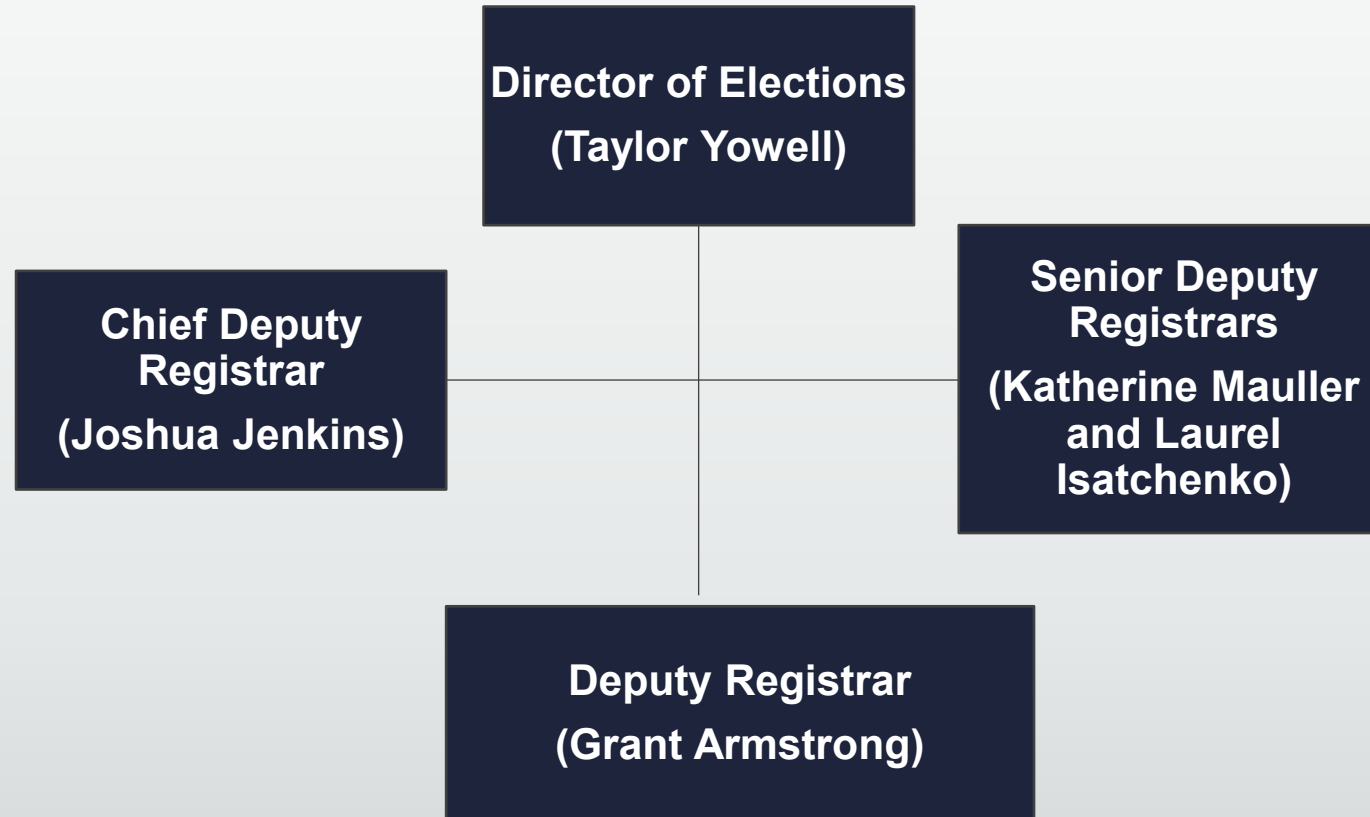 Director of Elections
(Taylor Yowell)
Chief Deputy
Registrar
(Joshua Jenkins)
Senior Deputy
Registrars
(Katherine Mauller
and Laurel
Isatchenko)
Deputy Registrar
(Grant Armstrong)